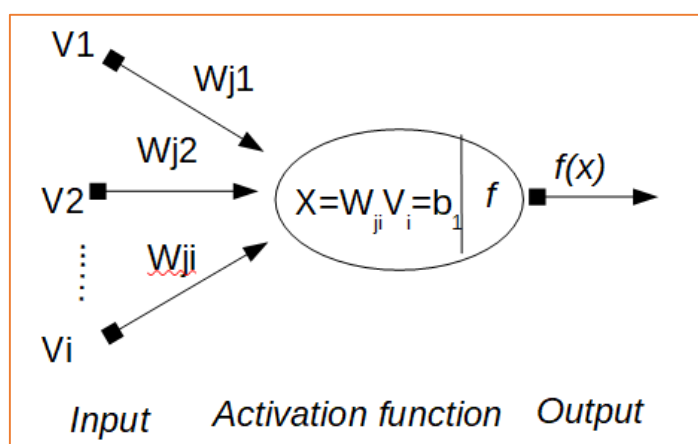 V1
Wj1
Wj2
V2
X=WjiVi=b1
f
f(x)
Wji
......
Vi
Input
Activation function
Output